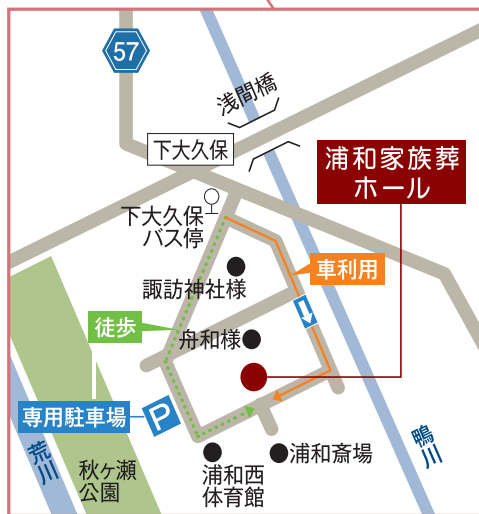 57
浅間橋
下大久保
浦和家族葬
ホール
下大久保
バス停
諏訪神社様
車利用
徒歩
舟和様
専用駐車場
P
荒川
秋ヶ瀬
公園
浦和西
体育館
浦和斎場
鴨川